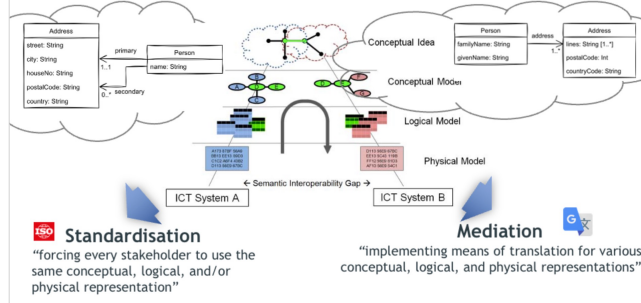 Address
street: String
city: String
houseNo: String
postalCode: String
country: String
primary
1..1
secondary
0..*
Person
name: String
Conceptual Idea
Conceptual Model
Logical Model
Physical Model
Person
familyName: String
givenName: String
address
1..*
Address
lines: String [1..*]
postalCode: Int
countryCode: String
B
A D E
C
D E
F
G
← Semantic Interoperability Gap →
ICT System A
ICT System B
ISO
Standardisation
“forcing every stakeholder to use the
same conceptual, logical, and/or
physical representation”
G 文
Mediation
“implementing means of translation for various
conceptual, logical, and physical representations”